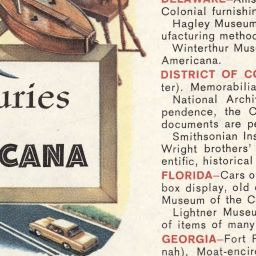 uries
CANA
DELAWARE—
Colonial furnishin
Hagley Museum
ufacturing method
Winterthur Muse
Americana.
DISTRICT OF CO
ter). Memorabilia
National Archiv
pendence, the C
documents are pe
Smithsonian Ins
Wright brothers'
entific, historical
FLORIDA—Cars o
box display, old c
Museum of the C
Lightner Museu
of items of many
GEORGIA—Fort F
nah), Moat-encir